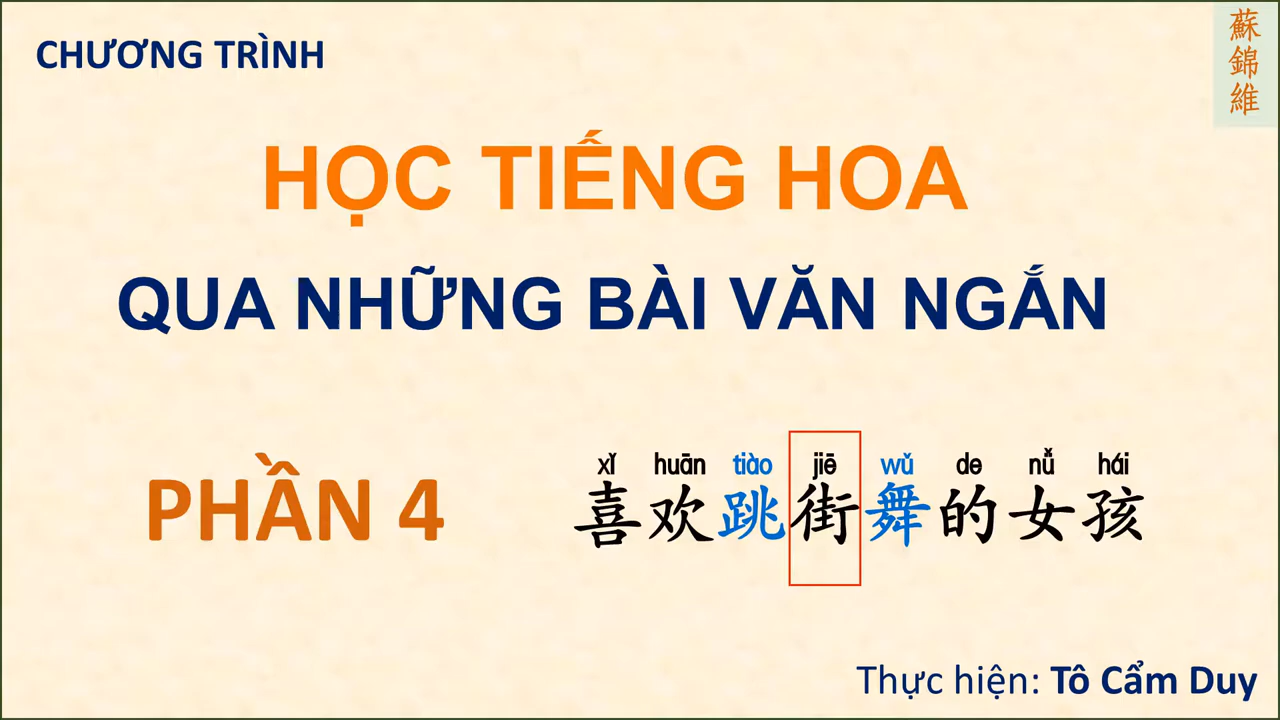 CHƯƠNG TRÌNH
蘇錦維
HỌC TIẾNG HOA
QUA NHỮNG BÀI VĂN NGẮN
PHẦN 4
xǐ huān tiào jiē wǔ de nǚ hái
喜欢跳街舞的女孩
Thực hiện: Tô Cẩm Duy